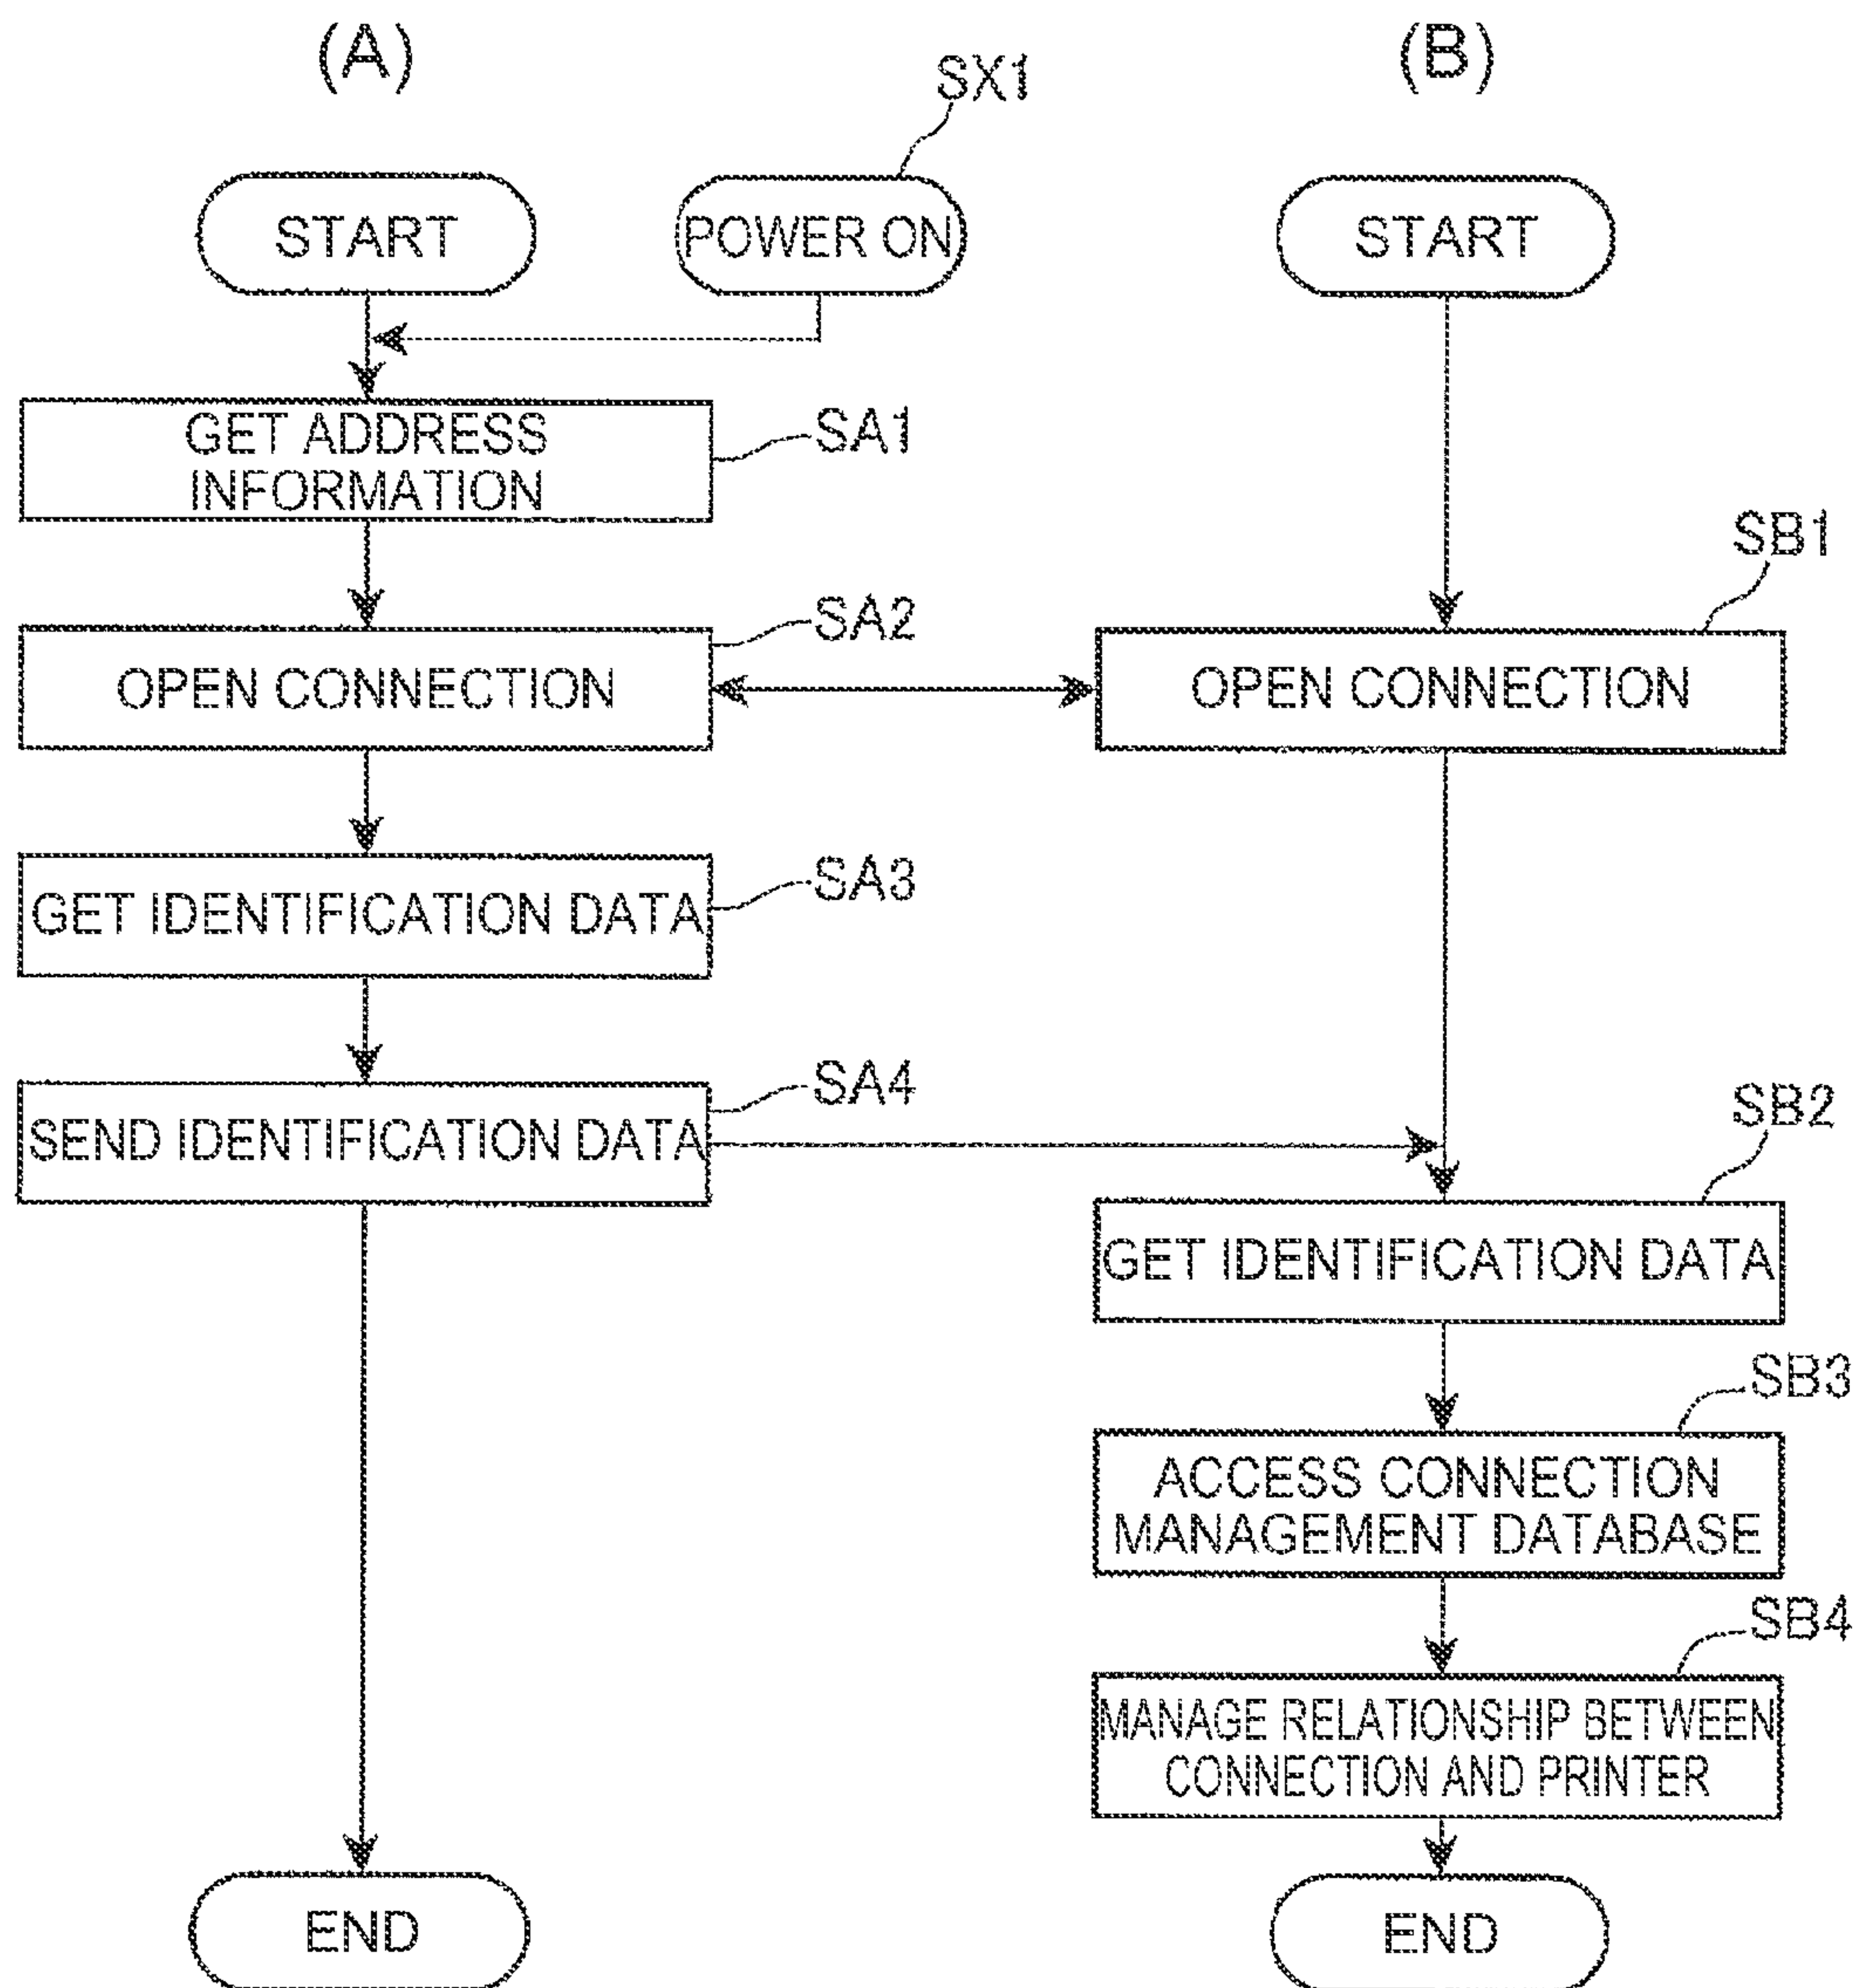 (A)
(B)
SX1
START
POWER ON
START
GET ADDRESS
INFORMATION
SA1
SB1
SA2
OPEN CONNECTION
OPEN CONNECTION
SA3
GET IDENTIFICATION DATA
SA4
SEND IDENTIFICATION DATA
SB2
GET IDENTIFICATION DATA
SB3
ACCESS CONNECTION
MANAGEMENT DATABASE
SB4
MANAGE RELATIONSHIP BETWEEN
CONNECTION AND PRINTER
END
END